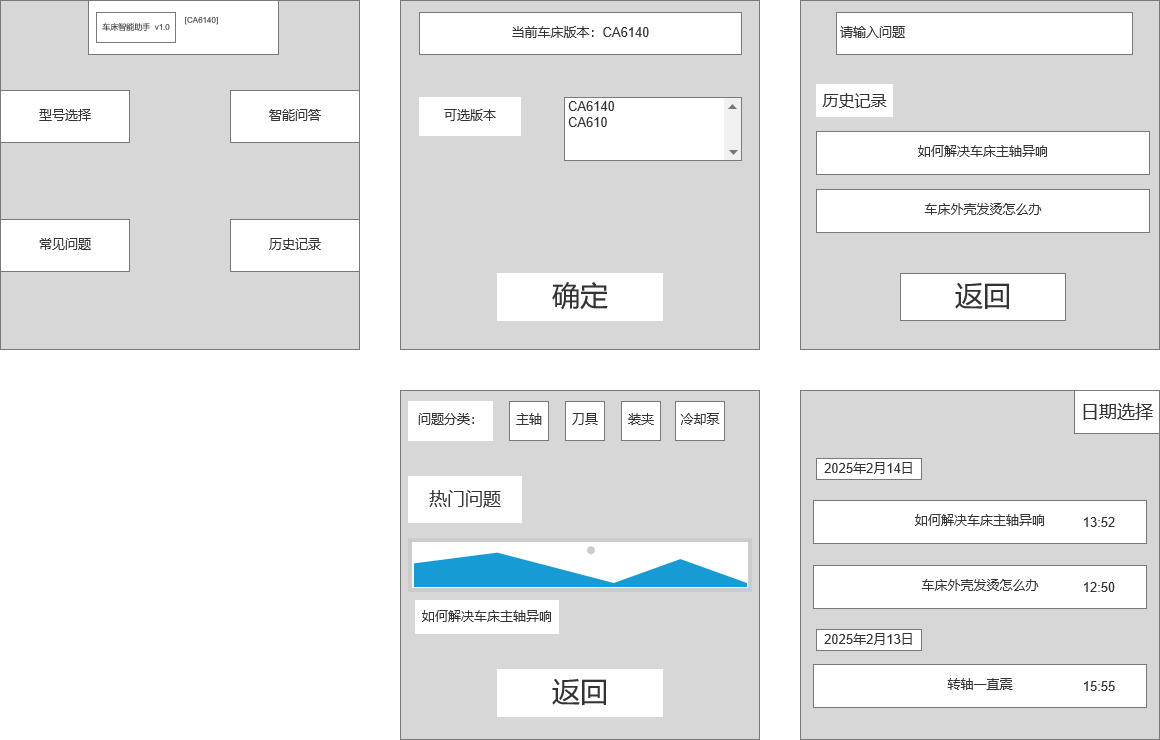 车床智能助手 v1.0
[CA6140]
型号选择
智能问答
常见问题
历史记录
当前车床版本：CA6140
可选版本
CA6140
CA610
确定
请输入问题
历史记录
如何解决车床主轴异响
车床外壳发烫怎么办
返回
问题分类：
主轴
刀具
装夹
冷却泵
热门问题
如何解决车床主轴异响
返回
日期选择
2025年2月14日
如何解决车床主轴异响 13:52
车床外壳发烫怎么办 12:50
2025年2月13日
转轴一直震 15:55